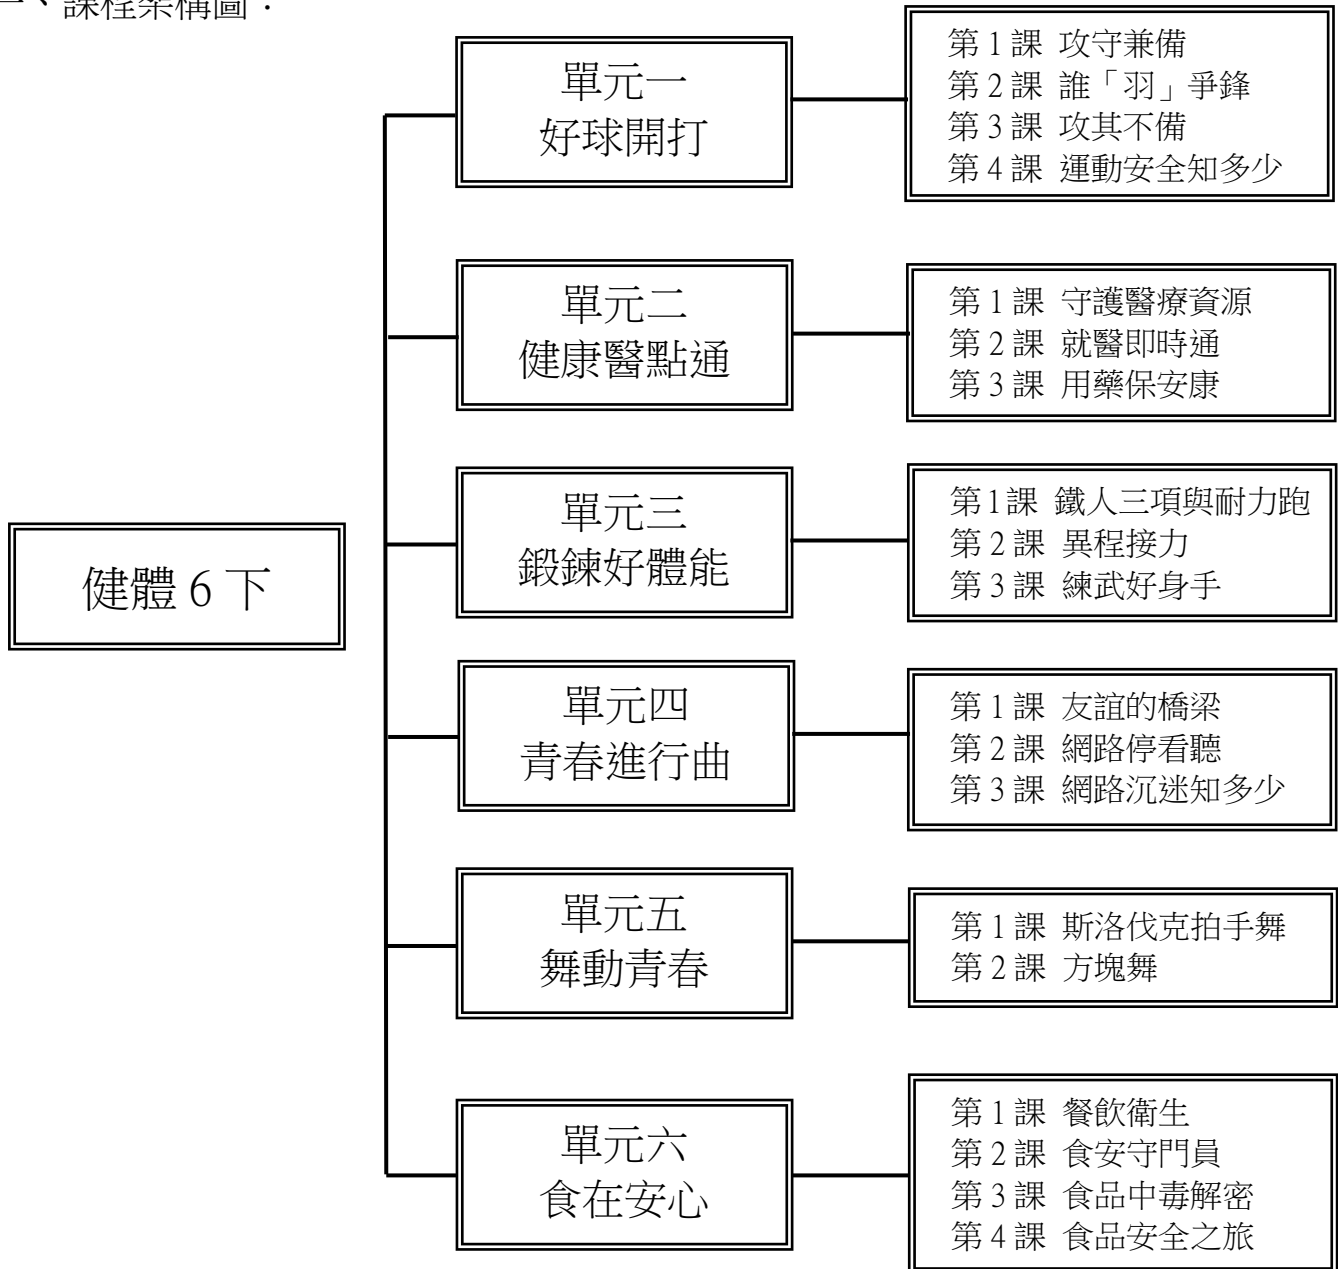 一、課程架構圖：
健體 6 下
單元一
好球開打
第 1 課 攻守兼備
第 2 課 誰「羽」爭鋒
第 3 課 攻其不備
第 4 課 運動安全知多少
單元二
健康醫點通
第 1 課 守護醫療資源
第 2 課 就醫即時通
第 3 課 用藥保安康
單元三
鍛鍊好體能
第 1 課 鐵人三項與耐力跑
第 2 課 異程接力
第 3 課 練武好身手
單元四
青春進行曲
第 1 課 友誼的橋梁
第 2 課 網路停看聽
第 3 課 網路沉迷知多少
單元五
舞動青春
第 1 課 斯洛伐克拍手舞
第 2 課 方塊舞
單元六
食在安心
第 1 課 餐飲衛生
第 2 課 食安守門員
第 3 課 食品中毒解密
第 4 課 食品安全之旅